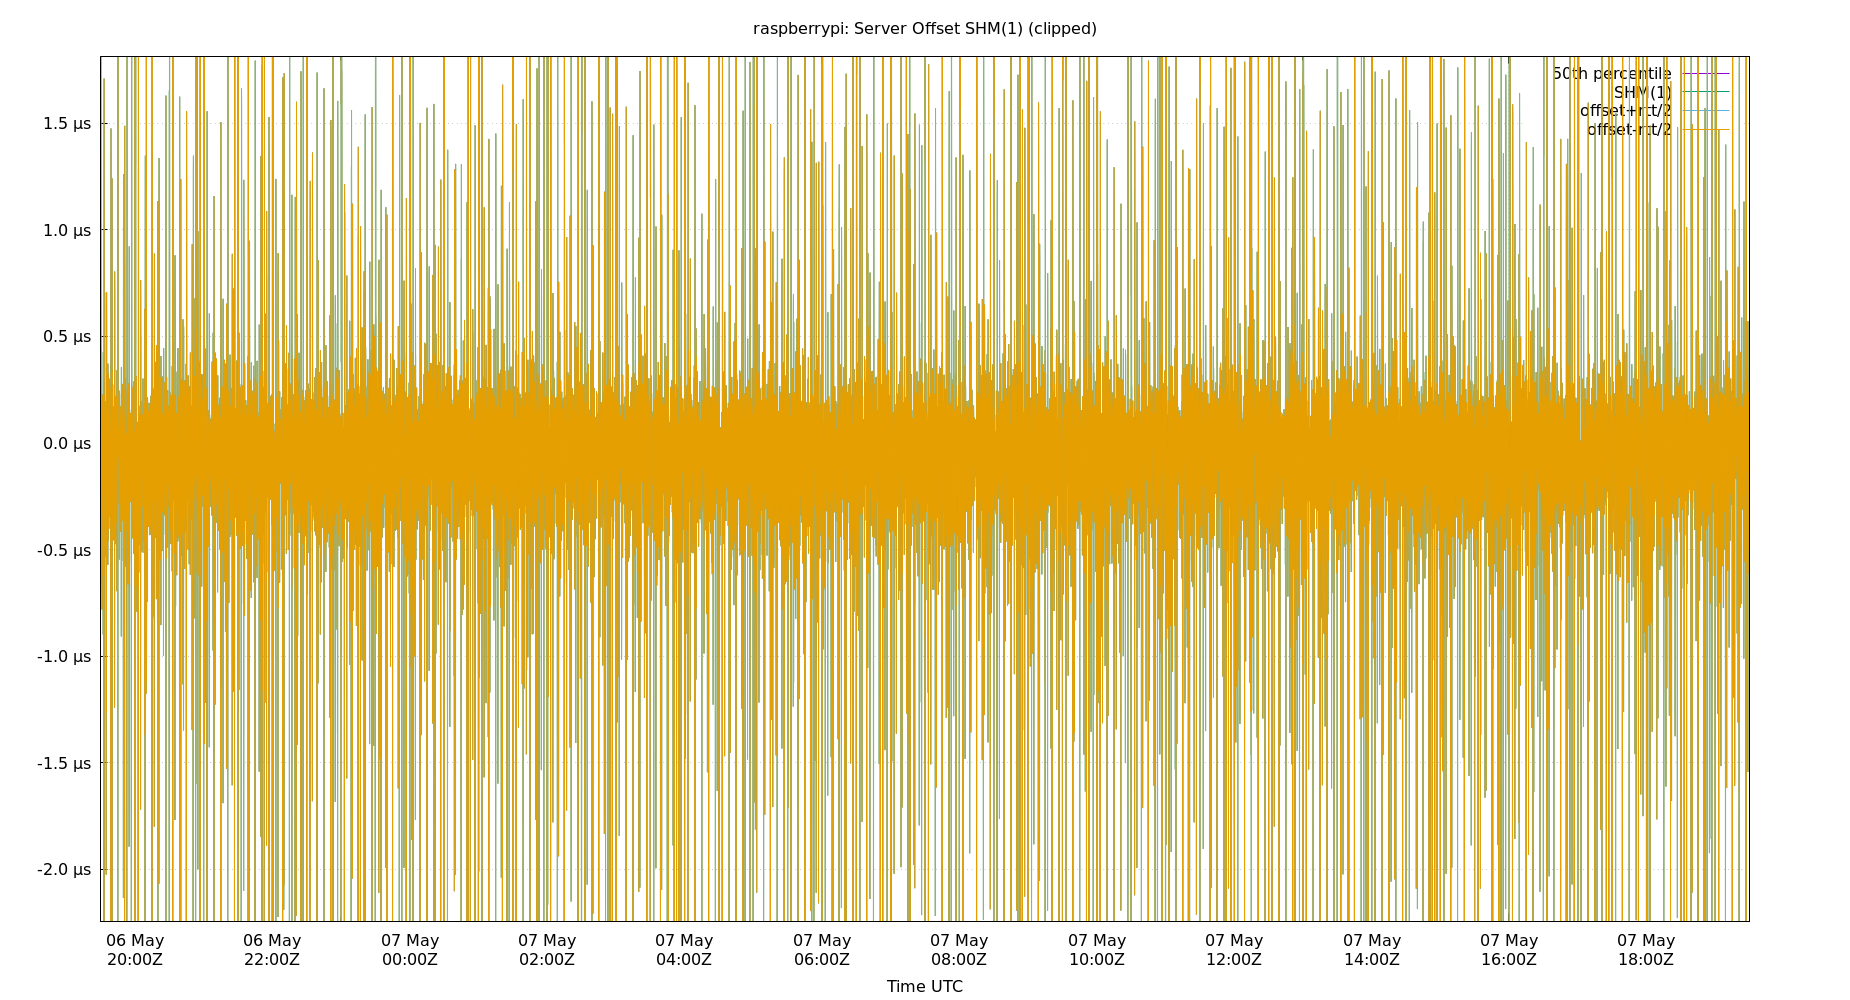 raspberrypi: Server Offset SHM(1) (clipped)
50th percentile
SHM(1)
offset+rtt/2
offset-rtt/2
1.5 µs
1.0 µs
0.5 µs
0.0 µs
-0.5 µs
-1.0 µs
-1.5 µs
-2.0 µs
06 May 06 May 07 May 07 May 07 May 07 May 07 May 07 May 07 May 07 May 07 May 07 May
20:00Z 22:00Z 00:00Z 02:00Z 04:00Z 06:00Z 08:00Z 10:00Z 12:00Z 14:00Z 16:00Z 18:00Z
Time UTC